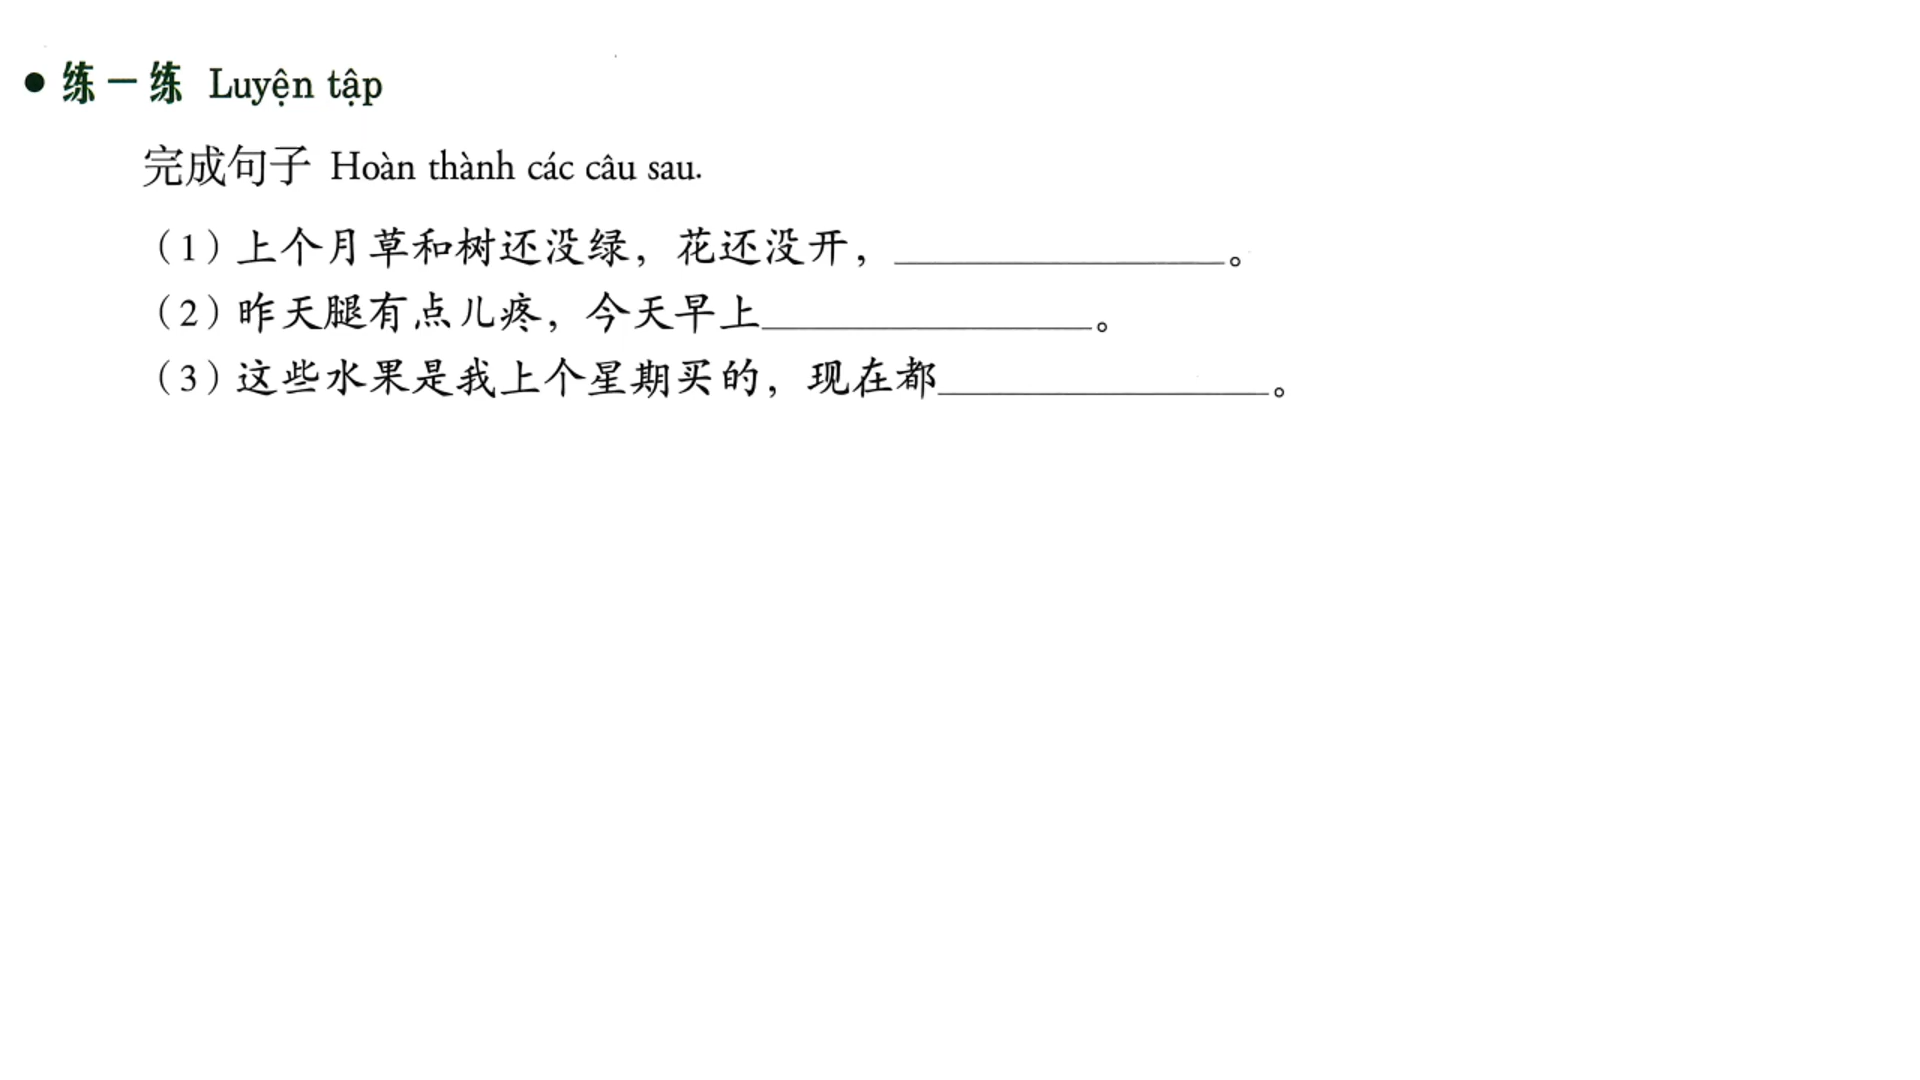 ● 练一练 Luyện tập
完成句子 Hoàn thành các câu sau.
（1）上个月草和树还没绿，花还没开，_______________。
（2）昨天腿有点儿疼，今天早上_______________。
（3）这些水果是我上个星期买的，现在都_______________。